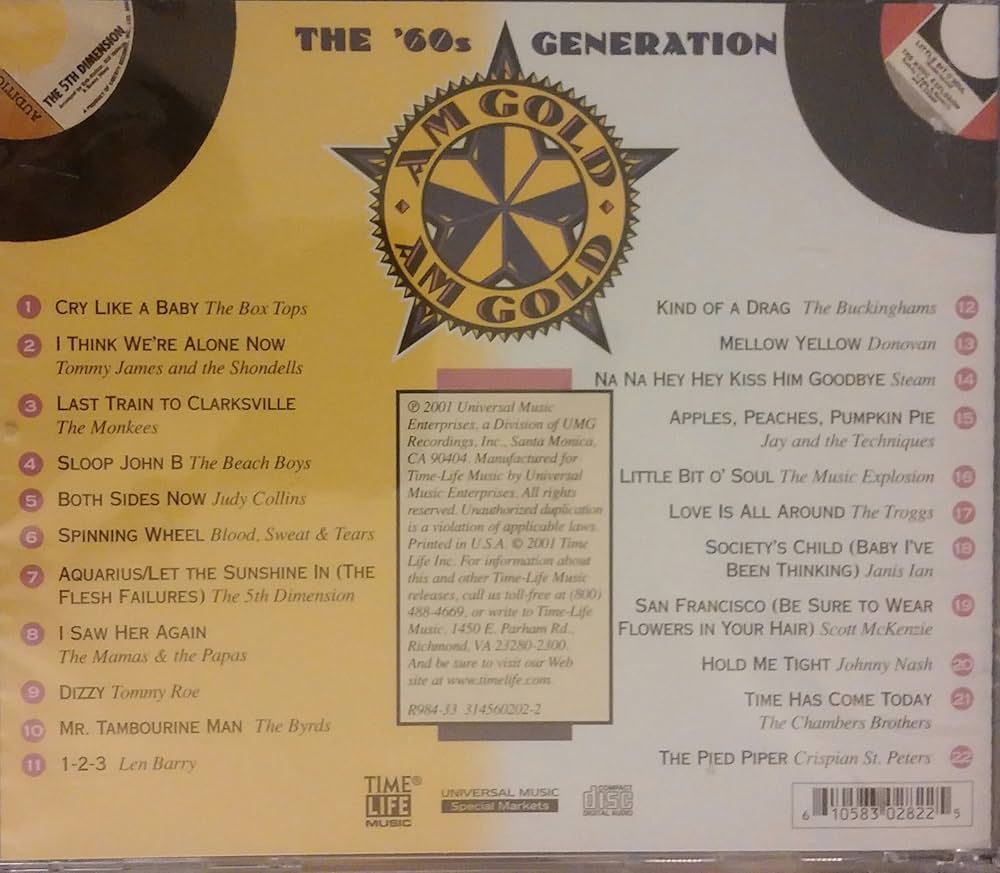 THE '60s GENERATION
AM GOLD
AM GOLD
AUDITION
THE 5TH DIMENSION
LITTLE BIT O'SOUL
THE MUSIC EXPLOSION
1 CRY LIKE A BABY The Box Tops
2 I THINK WE'RE ALONE NOW
Tommy James and the Shondells
3 LAST TRAIN TO CLARKSVILLE
The Monkees
4 SLOOP JOHN B The Beach Boys
5 BOTH SIDES NOW Judy Collins
6 SPINNING WHEEL Blood, Sweat & Tears
7 AQUARIUS/LET THE SUNSHINE IN (THE
FLESH FAILURES) The 5th Dimension
8 I SAW HER AGAIN
The Mamas & the Papas
9 DIZZY Tommy Roe
10 MR. TAMBOURINE MAN The Byrds
11 1-2-3 Len Barry
KIND OF A DRAG The Buckinghams 12
MELLOW YELLOW Donovan 13
NA NA HEY HEY KISS HIM GOODBYE Steam 14
APPLES, PEACHES, PUMPKIN PIE 15
Jay and the Techniques
LITTLE BIT O' SOUL The Music Explosion 16
LOVE IS ALL AROUND The Troggs 17
SOCIETY'S CHILD (BABY I'VE 18
BEEN THINKING) Janis Ian
SAN FRANCISCO (BE SURE TO WEAR 19
FLOWERS IN YOUR HAIR) Scott McKenzie
HOLD ME TIGHT Johnny Nash 20
TIME HAS COME TODAY 21
The Chambers Brothers
THE PIED PIPER Crispian St. Peters 22
℗ 2001 Universal Music
Enterprises, a Division of UMG
Recordings, Inc., Santa Monica,
CA 90404. Manufactured for
Time-Life Music by Universal
Music Enterprises. All rights
reserved. Unauthorized duplication
is a violation of applicable laws.
Printed in U.S.A. © 2001 Time
Life Inc. For information about
this and other Time-Life Music
releases, call us toll-free at (800)
488-4669, or write to Time-Life
Music, 1450 E. Parham Rd.,
Richmond, VA 23280-2300.
And be sure to visit our Web
site at www.timelife.com.
R984-33 314560202-2
TIME®
LIFE
MUSIC
UNIVERSAL MUSIC
Special Markets
COMPACT
disc
DIGITAL AUDIO
6 10583 02822 5